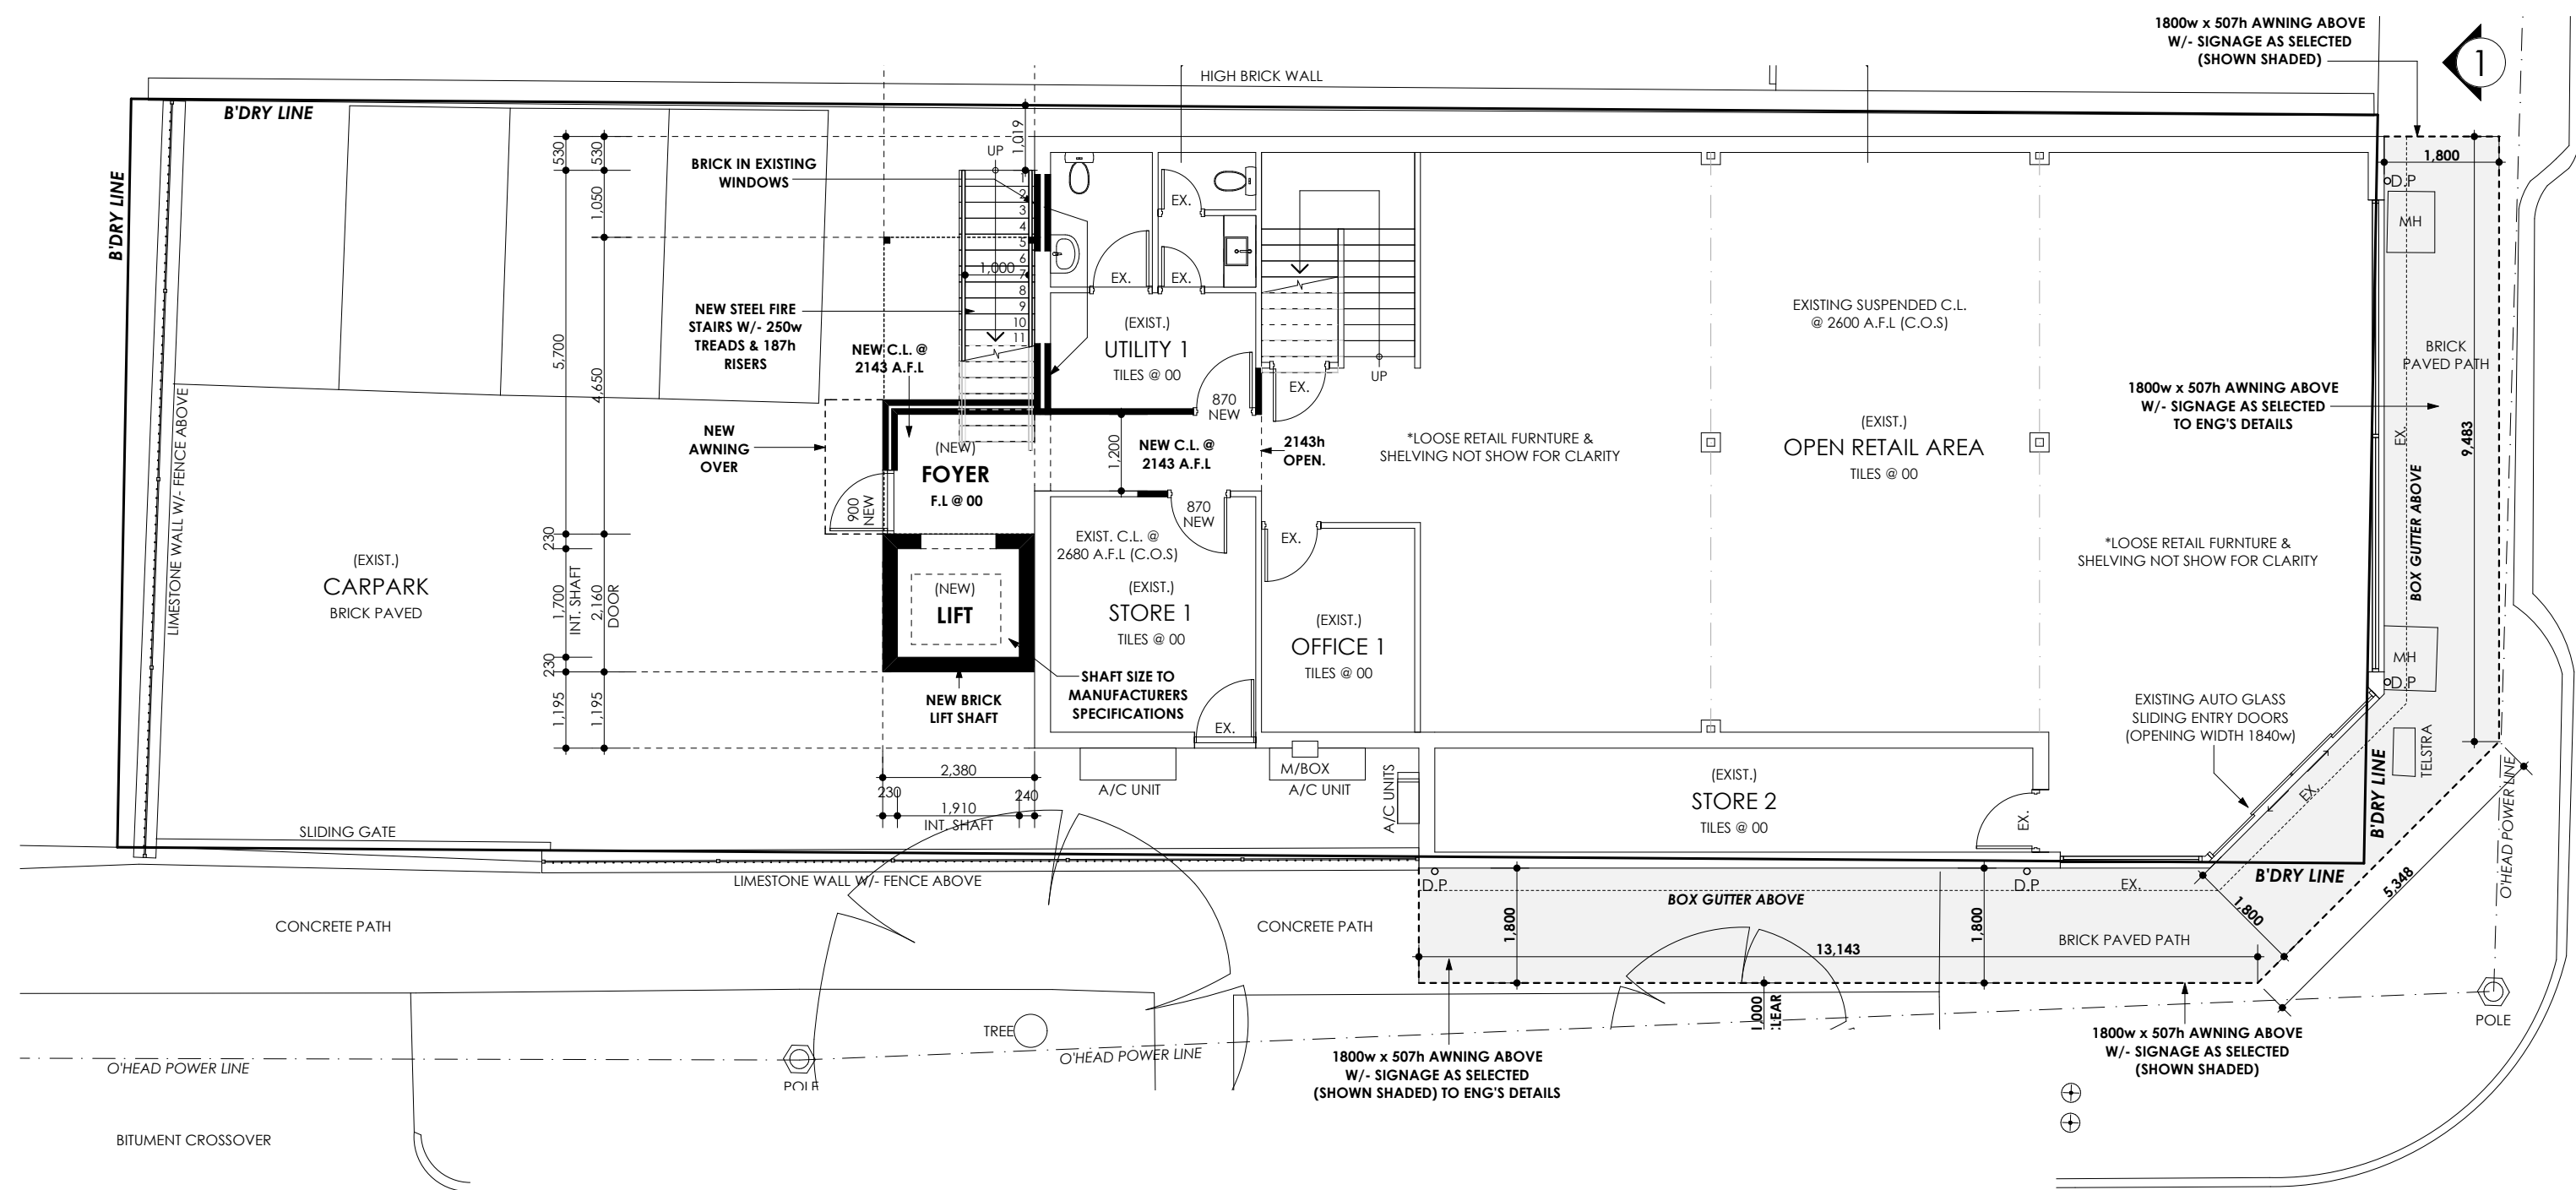 1800w x 507h AWNING ABOVE
W/- SIGNAGE AS SELECTED
(SHOWN SHADED)
1
HIGH BRICK WALL
B'DRY LINE
B'DRY LINE
530
530
1,019
UP
BRICK IN EXISTING
WINDOWS
1,050
1
2
3
4
5
6
7
8
9
10
11
1,000
EX.
EX.
EX.
1,800
D.P
MH
NEW STEEL FIRE
STAIRS W/- 250w
TREADS & 187h
RISERS
N
N
(EXIST.)
UTILITY 1
TILES @ 00
EXISTING SUSPENDED C.L.
@ 2600 A.F.L (C.O.S)
BRICK
PAVED PATH
5,700
4,650
NEW C.L. @
2143 A.F.L
UP
EX.
870
NEW
1800w x 507h AWNING ABOVE
W/- SIGNAGE AS SELECTED
TO ENG'S DETAILS
EX.
9,483
NEW
AWNING
OVER
(NEW)
FOYER
F.L @ 00
900
NEW
1,200
NEW C.L. @
2143 A.F.L
2143h
OPEN.
*LOOSE RETAIL FURNTURE &
SHELVING NOT SHOW FOR CLARITY
(EXIST.)
OPEN RETAIL AREA
TILES @ 00
BOX GUTTER ABOVE
LIMESTONE WALL W/- FENCE ABOVE
870
NEW
230
(EXIST.)
CARPARK
BRICK PAVED
1,700
INT. SHAFT
2,160
DOOR
(NEW)
LIFT
EXIST. C.L. @
2680 A.F.L (C.O.S)
(EXIST.)
STORE 1
TILES @ 00
EX.
(EXIST.)
OFFICE 1
TILES @ 00
*LOOSE RETAIL FURNTURE &
SHELVING NOT SHOW FOR CLARITY
230
MH
D.P
SHAFT SIZE TO
MANUFACTURERS
SPECIFICATIONS
1,195
1,195
NEW BRICK
LIFT SHAFT
EX.
EXISTING AUTO GLASS
SLIDING ENTRY DOORS
(OPENING WIDTH 1840w)
TELSTRA
2,380
230
240
1,910
INT. SHAFT
A/C UNIT
M/BOX
A/C UNIT
A/C UNITS
(EXIST.)
STORE 2
TILES @ 00
EX.
EX.
B'DRY LINE
O'HEAD POWER LINE
SLIDING GATE
LIMESTONE WALL W/- FENCE ABOVE
D.P
D.P
EX.
B'DRY LINE
5,348
BOX GUTTER ABOVE
1,800
CONCRETE PATH
CONCRETE PATH
1,800
1,800
13,143
BRICK PAVED PATH
TREE
POLE
1800w x 507h AWNING ABOVE
W/- SIGNAGE AS SELECTED
(SHOWN SHADED)
O'HEAD POWER LINE
O'HEAD POWER LINE
POLE
1800w x 507h AWNING ABOVE
W/- SIGNAGE AS SELECTED
(SHOWN SHADED) TO ENG'S DETAILS
BITUMENT CROSSOVER